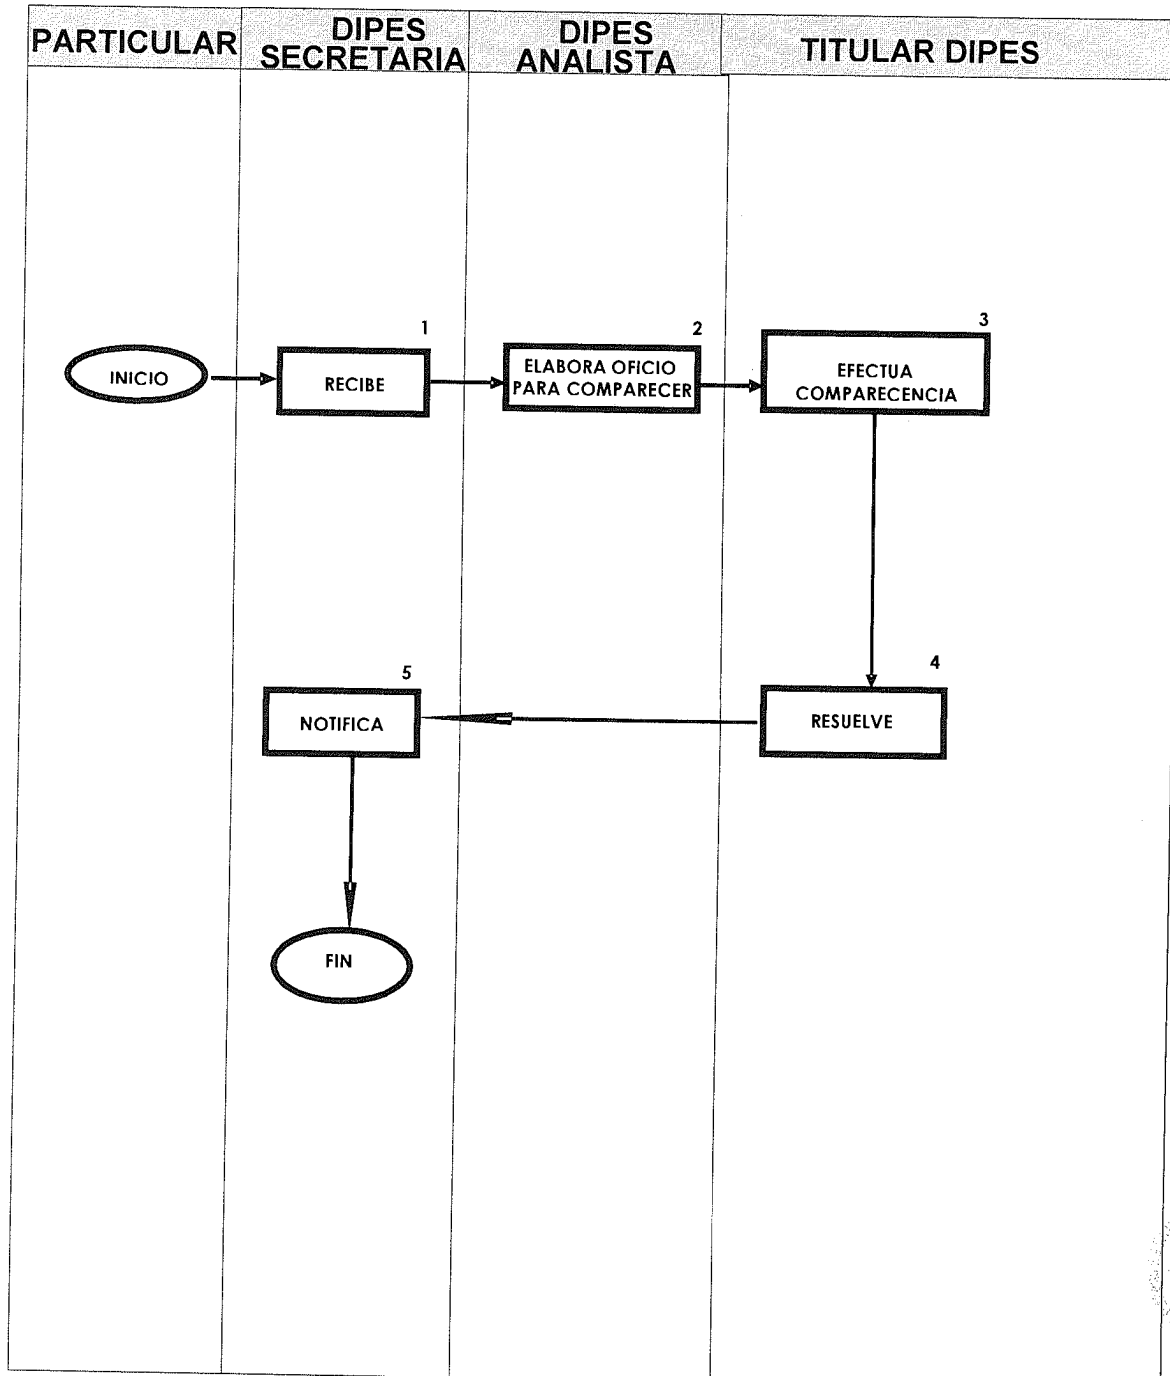 PARTICULAR
DIPES
SECRETARIA
DIPES
ANALISTA
TITULAR DIPES
INICIO
1
RECIBE
2
ELABORA OFICIO
PARA COMPARECER
3
EFECTUA
COMPARECENCIA
4
RESUELVE
5
NOTIFICA
FIN